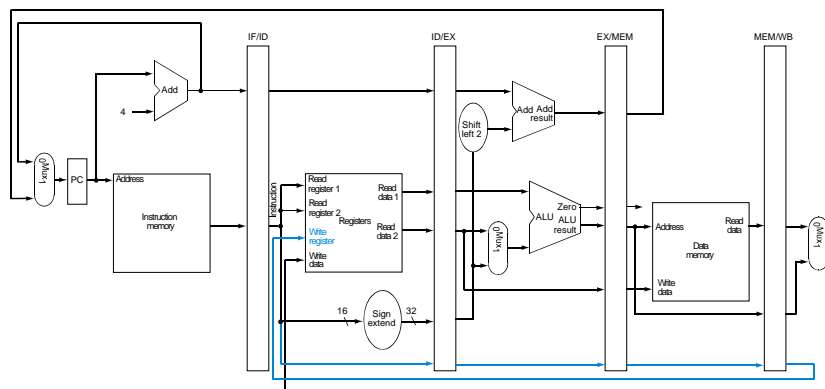 IF/ID
ID/EX
EX/MEM
MEM/WB
Add
4
0
Mux
1
PC
Address
Instruction
memory
Instruction
Read
register 1
Read
register 2
Registers
Write
register
Write
data
Read
data 1
Read
data 2
16
Sign
extend
32
Shift
left 2
Add
Add
result
0
Mux
1
ALU
Zero
ALU
result
Address
Data
memory
Read
data
Write
data
0
Mux
1